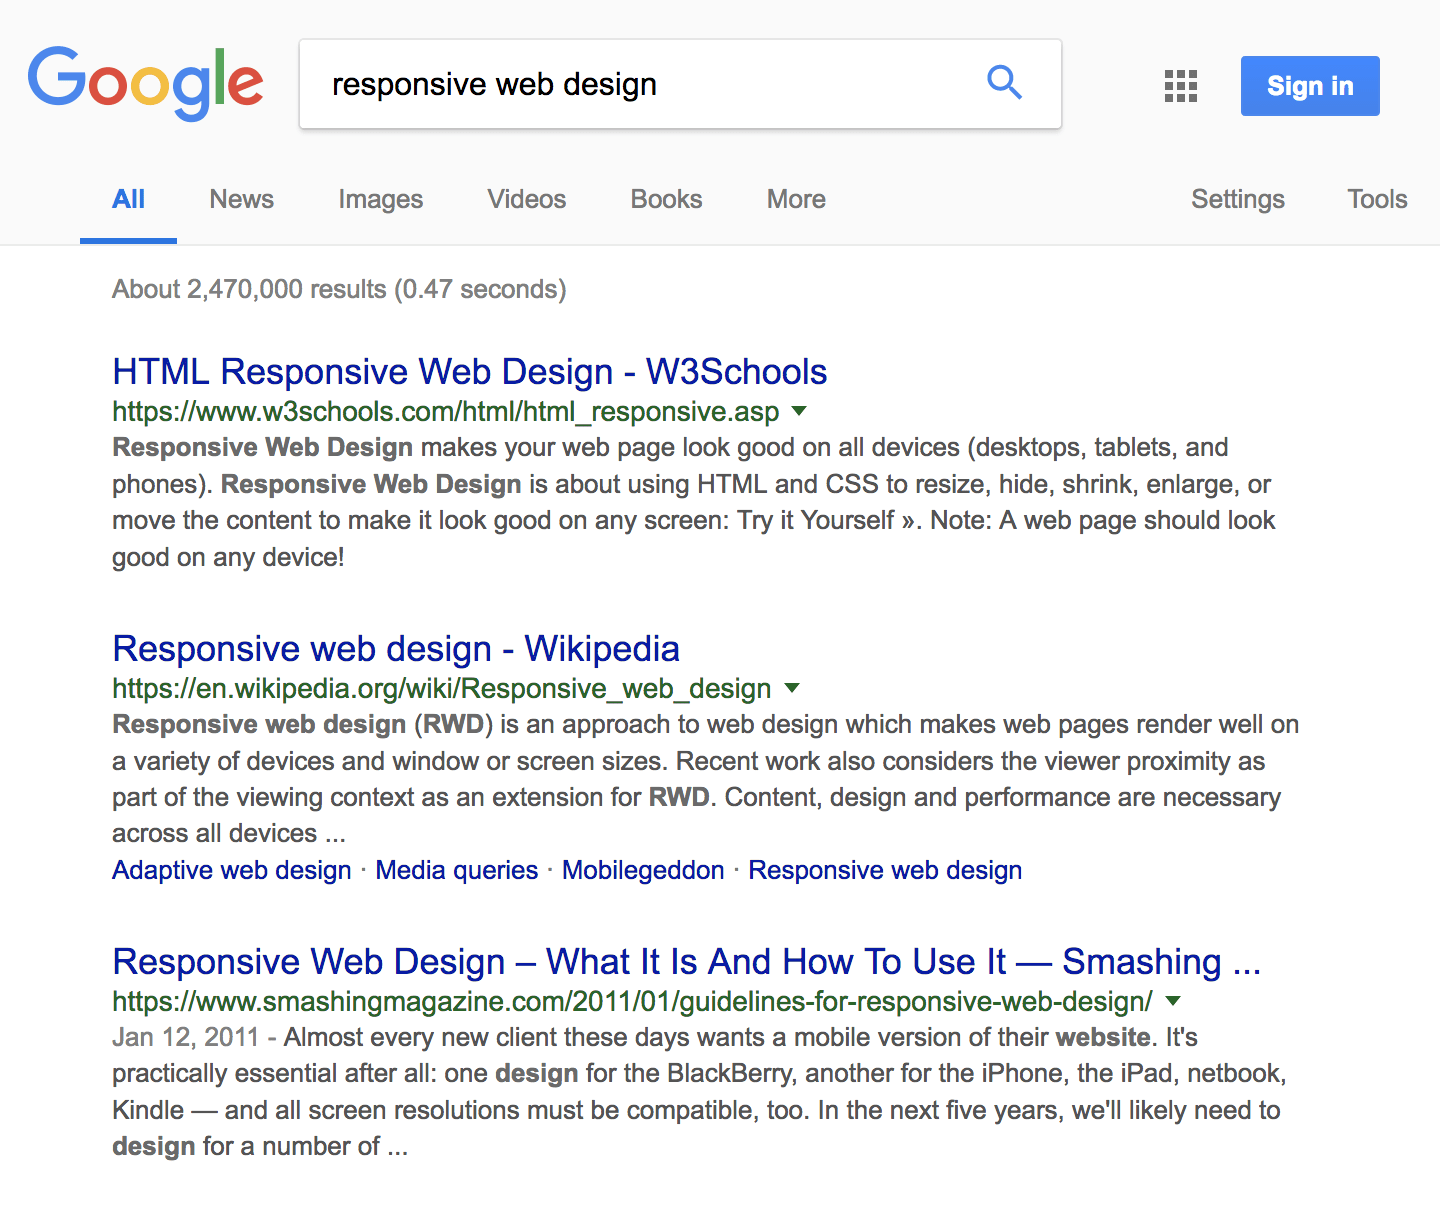 Google
responsive web design
Sign in
All News Images Videos Books More Settings Tools
About 2,470,000 results (0.47 seconds)
HTML Responsive Web Design - W3Schools
https://www.w3schools.com/html/html_responsive.asp
Responsive Web Design makes your web page look good on all devices (desktops, tablets, and
phones). Responsive Web Design is about using HTML and CSS to resize, hide, shrink, enlarge, or
move the content to make it look good on any screen: Try it Yourself ». Note: A web page should look
good on any device!
Responsive web design - Wikipedia
https://en.wikipedia.org/wiki/Responsive_web_design
Responsive web design (RWD) is an approach to web design which makes web pages render well on
a variety of devices and window or screen sizes. Recent work also considers the viewer proximity as
part of the viewing context as an extension for RWD. Content, design and performance are necessary
across all devices ...
Adaptive web design · Media queries · Mobilegeddon · Responsive web design
Responsive Web Design – What It Is And How To Use It — Smashing ...
https://www.smashingmagazine.com/2011/01/guidelines-for-responsive-web-design/
Jan 12, 2011 - Almost every new client these days wants a mobile version of their website. It's
practically essential after all: one design for the BlackBerry, another for the iPhone, the iPad, netbook,
Kindle — and all screen resolutions must be compatible, too. In the next five years, we'll likely need to
design for a number of ...